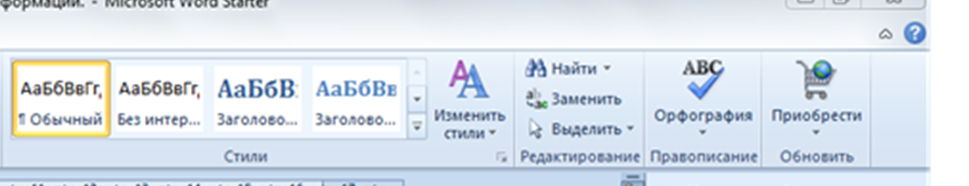 формации. - Microsoft Word Starter
АаБбВвГг, АаБбВвГг, АаБбВ АаБбВв
¶ Обычный Без интер... Заголово... Заголово...
Изменить
стили
Стили
Найти
Заменить
Выделить
Редактирование
ABC
Орфография
Правописание
Приобрести
Обновить